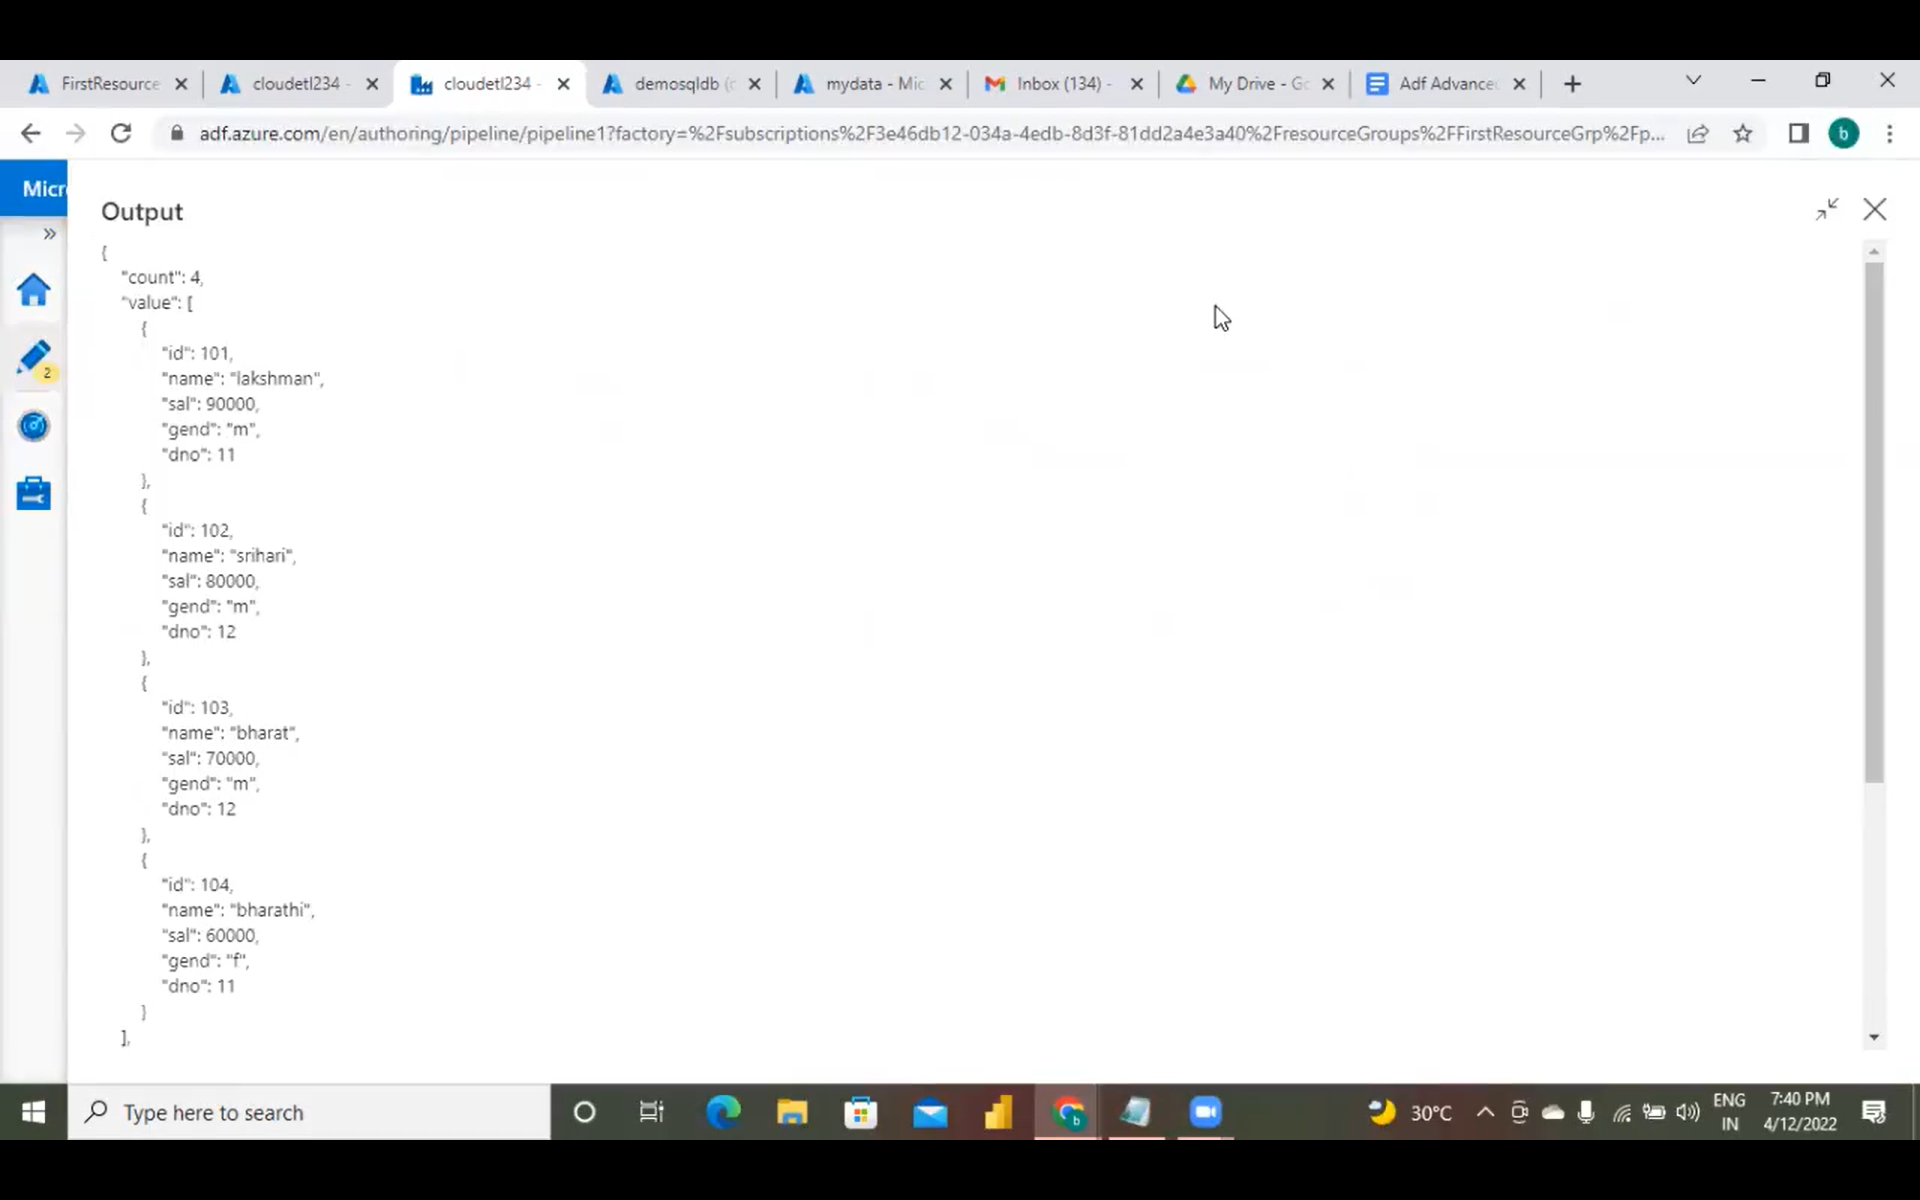 FirstResource
cloudetl234 -
cloudetl234 -
demosqldb (
mydata - Mic
Inbox (134) -
My Drive - Go
Adf Advance
adf.azure.com/en/authoring/pipeline/pipeline1?factory=%2Fsubscriptions%2F3e46db12-034a-4edb-8d3f-81dd2a4e3a40%2FresourceGroups%2FFirstResourceGrp%2Fp...
b
Micr
Output
{
"count": 4,
"value": [
{
"id": 101,
"name": "lakshman",
"sal": 90000,
"gend": "m",
"dno": 11
},
{
"id": 102,
"name": "srihari",
"sal": 80000,
"gend": "m",
"dno": 12
},
{
"id": 103,
"name": "bharat",
"sal": 70000,
"gend": "m",
"dno": 12
},
{
"id": 104,
"name": "bharathi",
"sal": 60000,
"gend": "f",
"dno": 11
}
],
2
Type here to search
30°C
ENG
IN
7:40 PM
4/12/2022